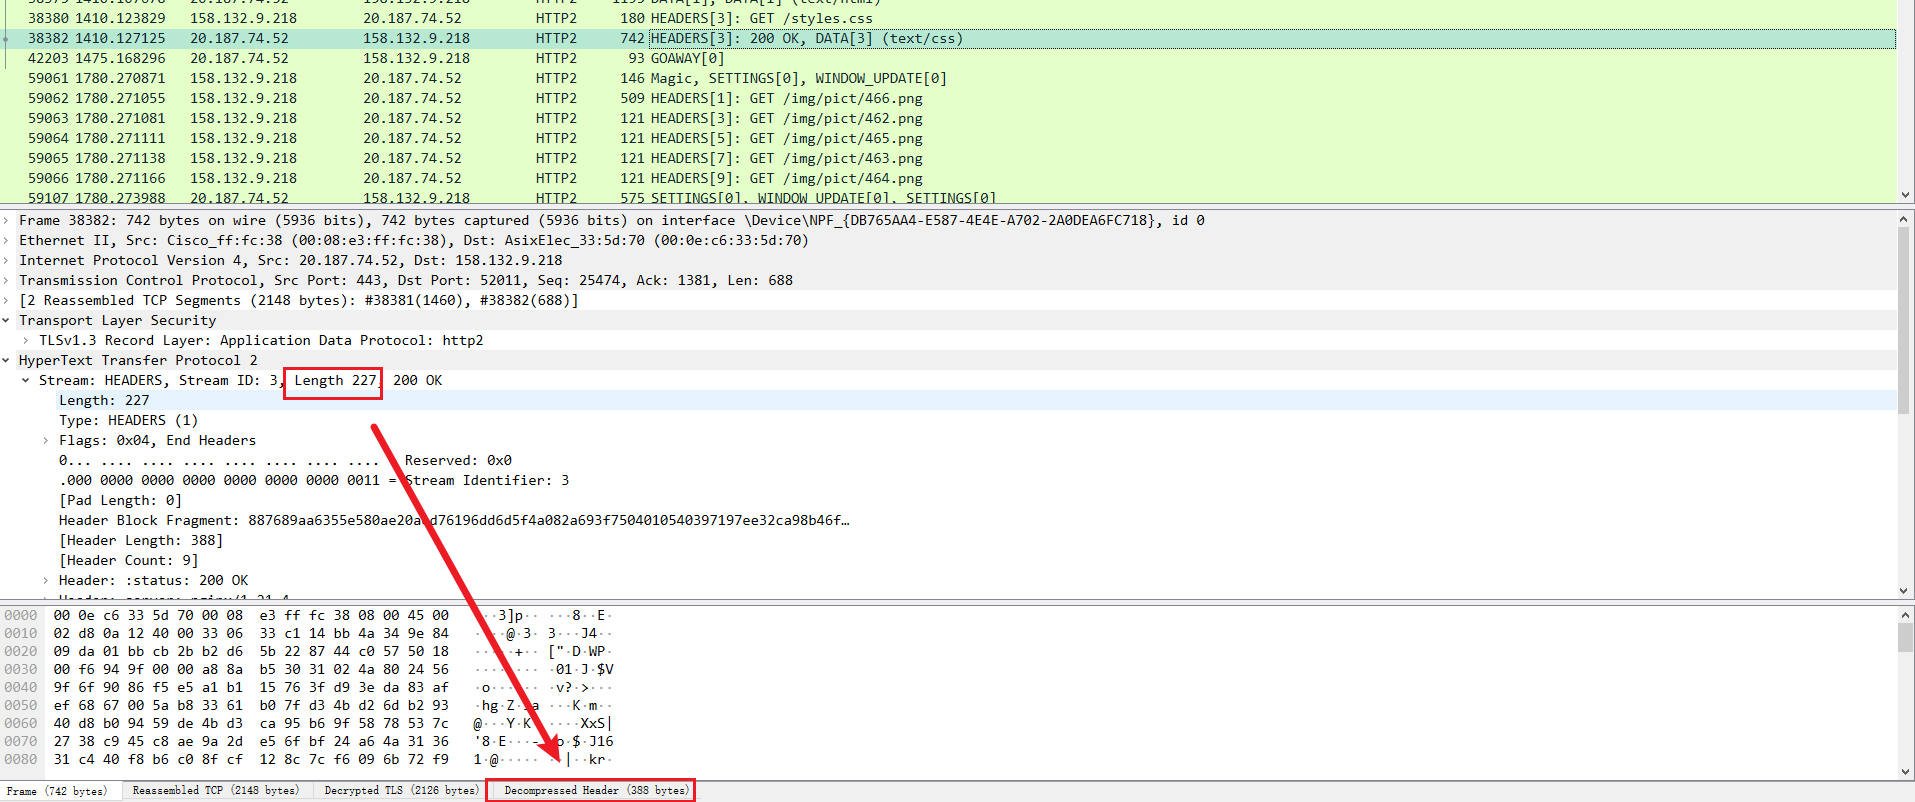 38380 1410.123829 158.132.9.218 20.187.74.52 HTTP2 180 HEADERS[3]: GET /styles.css
38382 1410.127125 20.187.74.52 158.132.9.218 HTTP2 742 HEADERS[3]: 200 OK, DATA[3] (text/css)
42203 1475.168296 20.187.74.52 158.132.9.218 HTTP2 93 GOAWAY[0]
59061 1780.270871 158.132.9.218 20.187.74.52 HTTP2 146 Magic, SETTINGS[0], WINDOW_UPDATE[0]
59062 1780.271055 158.132.9.218 20.187.74.52 HTTP2 509 HEADERS[1]: GET /img/pict/466.png
59063 1780.271081 158.132.9.218 20.187.74.52 HTTP2 121 HEADERS[3]: GET /img/pict/462.png
59064 1780.271111 158.132.9.218 20.187.74.52 HTTP2 121 HEADERS[5]: GET /img/pict/465.png
59065 1780.271138 158.132.9.218 20.187.74.52 HTTP2 121 HEADERS[7]: GET /img/pict/463.png
59066 1780.271166 158.132.9.218 20.187.74.52 HTTP2 121 HEADERS[9]: GET /img/pict/464.png
59107 1780.273988 20.187.74.52 158.132.9.218 HTTP2 575 SETTINGS[0], WINDOW_UPDATE[0], SETTINGS[0]
Frame 38382: 742 bytes on wire (5936 bits), 742 bytes captured (5936 bits) on interface \Device\NPF_{DB765AA4-E587-4E4E-A702-2A0DEA6FC718}, id 0
Ethernet II, Src: Cisco_ff:fc:38 (00:08:e3:ff:fc:38), Dst: AsixElec_33:5d:70 (00:0e:c6:33:5d:70)
Internet Protocol Version 4, Src: 20.187.74.52, Dst: 158.132.9.218
Transmission Control Protocol, Src Port: 443, Dst Port: 52011, Seq: 25474, Ack: 1381, Len: 688
[2 Reassembled TCP Segments (2148 bytes): #38381(1460), #38382(688)]
Transport Layer Security
TLSv1.3 Record Layer: Application Data Protocol: http2
HyperText Transfer Protocol 2
Stream: HEADERS, Stream ID: 3, Length 227, 200 OK
Length: 227
Type: HEADERS (1)
Flags: 0x04, End Headers
0... .... .... .... .... .... .... .... Reserved: 0x0
.000 0000 0000 0000 0000 0000 0000 0011 = Stream Identifier: 3
[Pad Length: 0]
Header Block Fragment: 
[Header Length: 388]
[Header Count: 9]
Header: :status: 200 OK
0000 00 0e c6 33 5d 70 00 08 e3 ff fc 38 08 00 45 00 ···3]p·· ···8··E·
0010 02 d8 0a 12 40 00 33 06 33 c1 14 bb 4a 34 9e 84 ····@·3· 3···J4··
0020 09 da 01 bb cb 2b b2 d6 5b 22 87 44 c0 57 50 18 ·····+·· ["·D·WP·
0030 00 f6 94 9f 00 00 a8 8a b5 30 31 02 4a 80 24 56 ········ ·01·J·$V
0040 9f 6f 90 86 f5 e5 a1 b1 15 76 3f d9 3e da 83 af ·o······ ·v?·>···
0050 ef 68 67 00 5a b8 33 61 b0 7f d3 4b d2 6d b2 93
0060 40 d8 b0 94 59 de 4b d3 ca 95 b6 9f 58 78 53 7c @···Y·K· ····XxS|
0070 27 38 c9 45 c8 ae 9a 2d e5 6f bf 24 a6 4a 31 36 '8·E···- ·o·$·J16
0080 31 c4 40 f8 b6 c0 8f cf 12 8c 7c f6 09 6b 72 f9 1·@····· ··|··kr·
Frame (742 bytes) Reassembled TCP (2148 bytes) Decrypted TLS (2126 bytes) Decompressed Header (388 bytes)